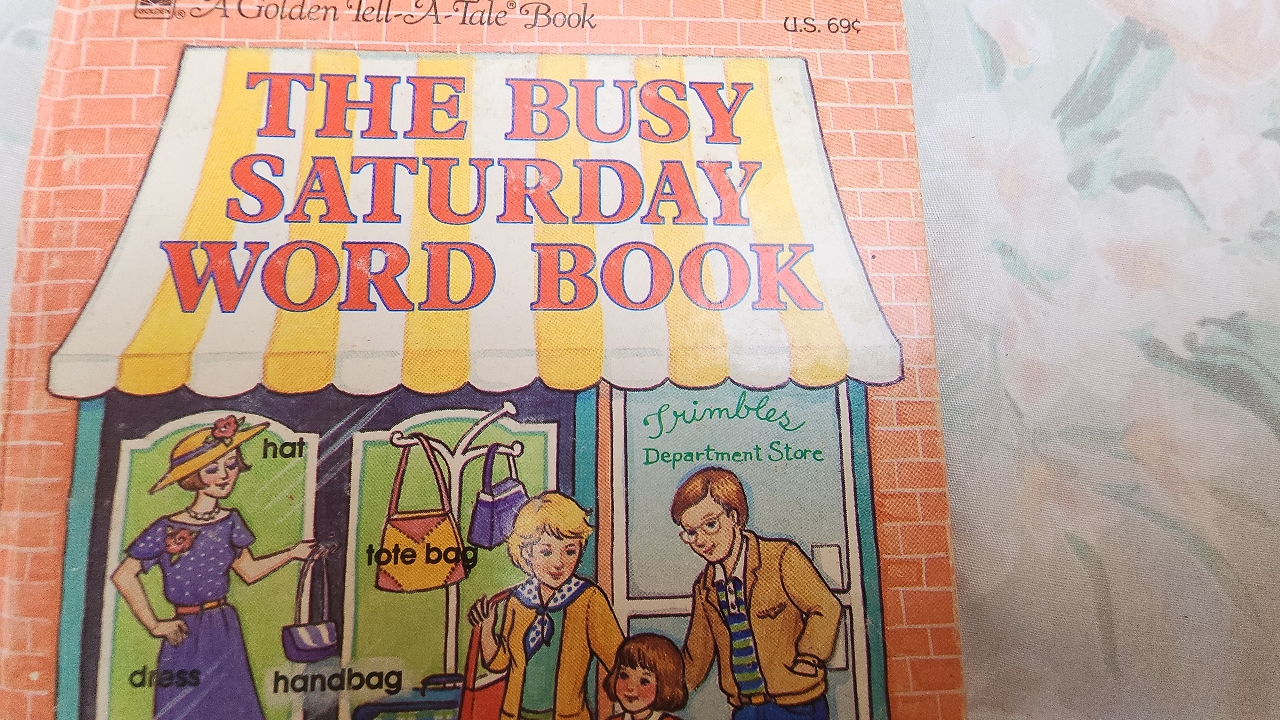 A Golden Tell-A-Tale® Book
U.S. 69¢
THE BUSY
SATURDAY
WORD BOOK
Trimbles
Department Store
hat
tote bag
dress
handbag